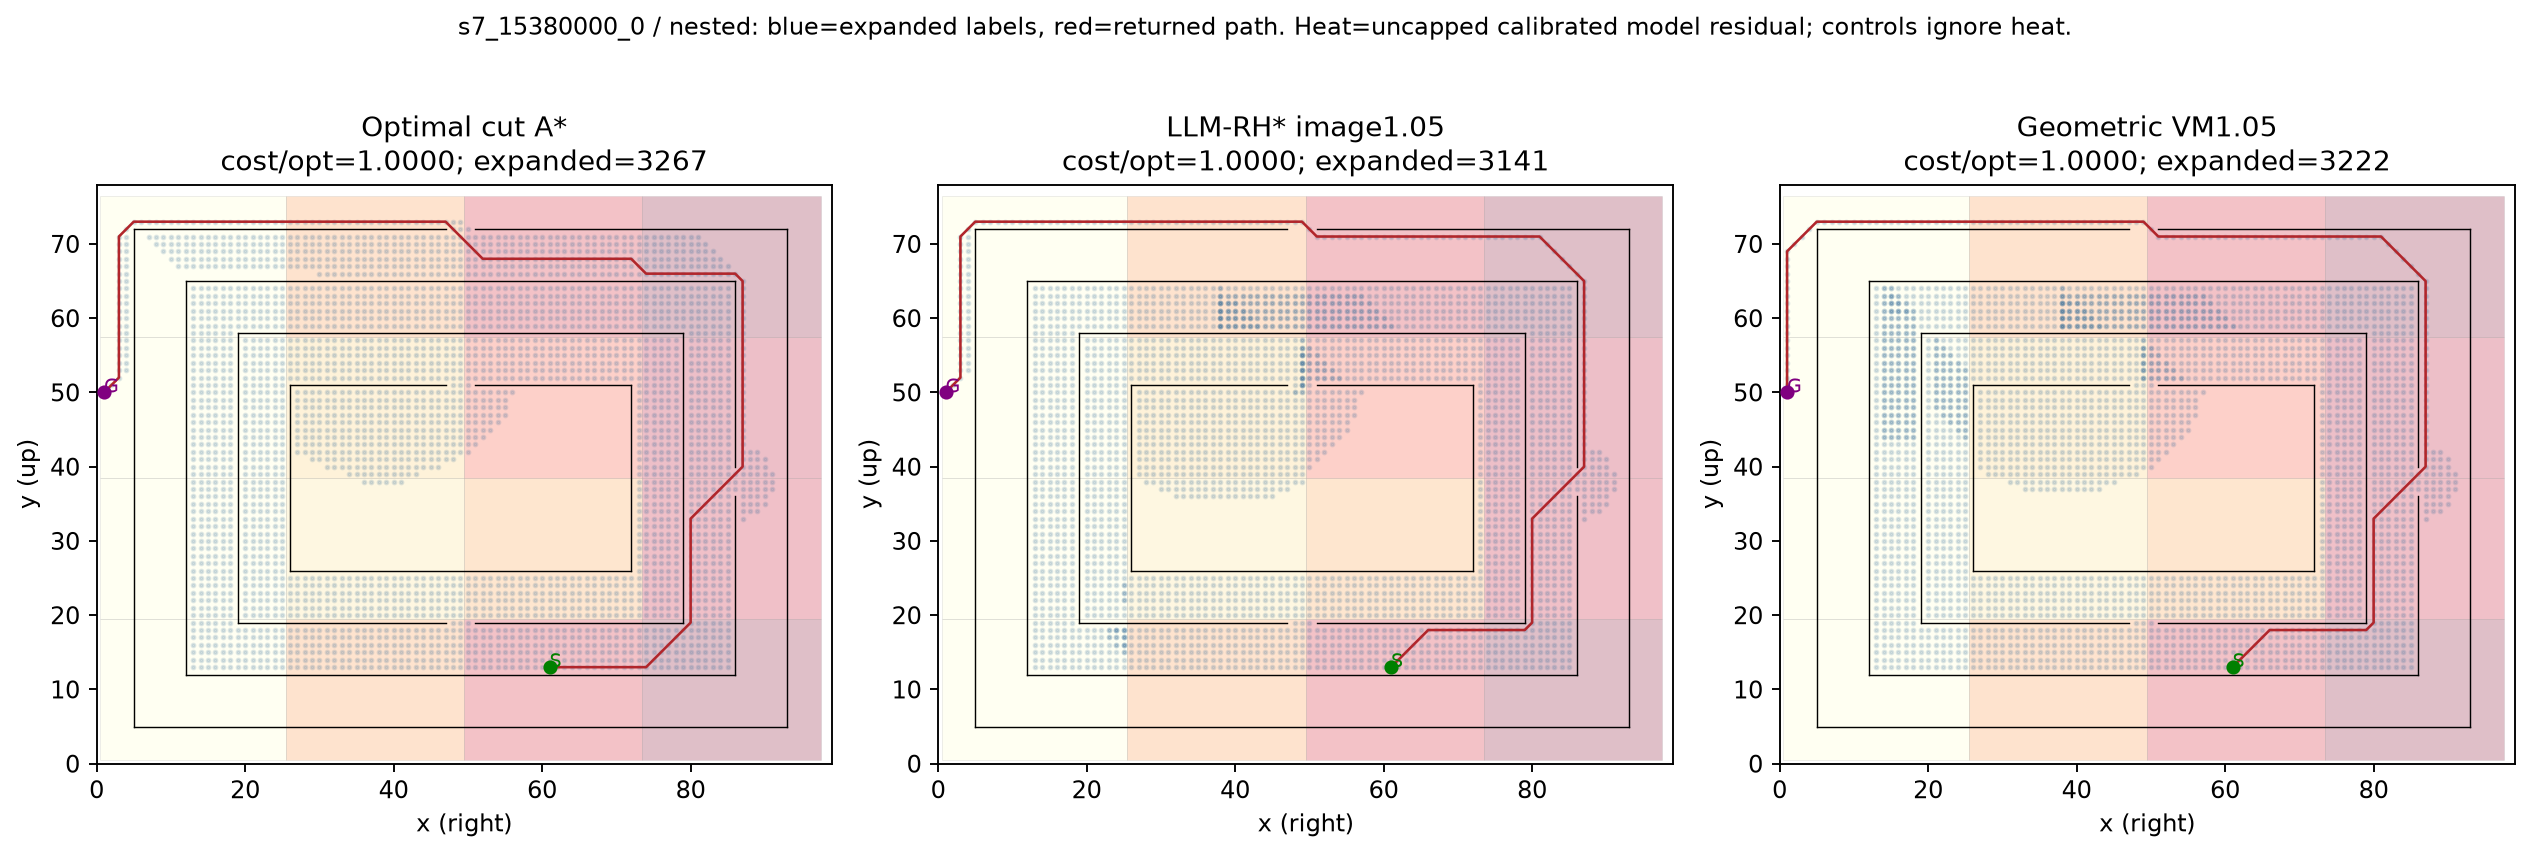 s7_15380000_0 / nested: blue=expanded labels, red=returned path. Heat=uncapped calibrated model residual; controls ignore heat.
Optimal cut A*
cost/opt=1.0000; expanded=3267
70
60
50
40
30
20
10
0
0 20 40 60 80
y (up)
x (right)
G
S
LLM-RH* image1.05
cost/opt=1.0000; expanded=3141
70
60
50
40
30
20
10
0
0 20 40 60 80
y (up)
x (right)
G
S
Geometric VM1.05
cost/opt=1.0000; expanded=3222
70
60
50
40
30
20
10
0
0 20 40 60 80
y (up)
x (right)
G
S